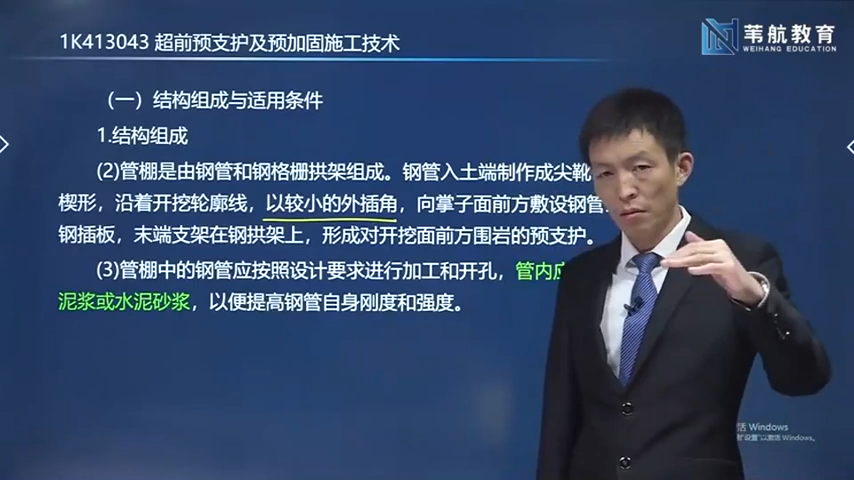 1K413043 超前预支护及预加固施工技术
苇航教育
WEIHANG EDUCATION
（一）结构组成与适用条件
1.结构组成
(2)管棚是由钢管和钢格栅拱架组成。钢管入土端制作成尖靴
楔形，沿着开挖轮廓线，以较小的外插角，向掌子面前方敷设钢管
钢插板，末端支架在钢拱架上，形成对开挖面前方围岩的预支护。
(3)管棚中的钢管应按照设计要求进行加工和开孔，管内应
泥浆或水泥砂浆，以便提高钢管自身刚度和强度。
活 Windows
"设置"以激活 Windows。